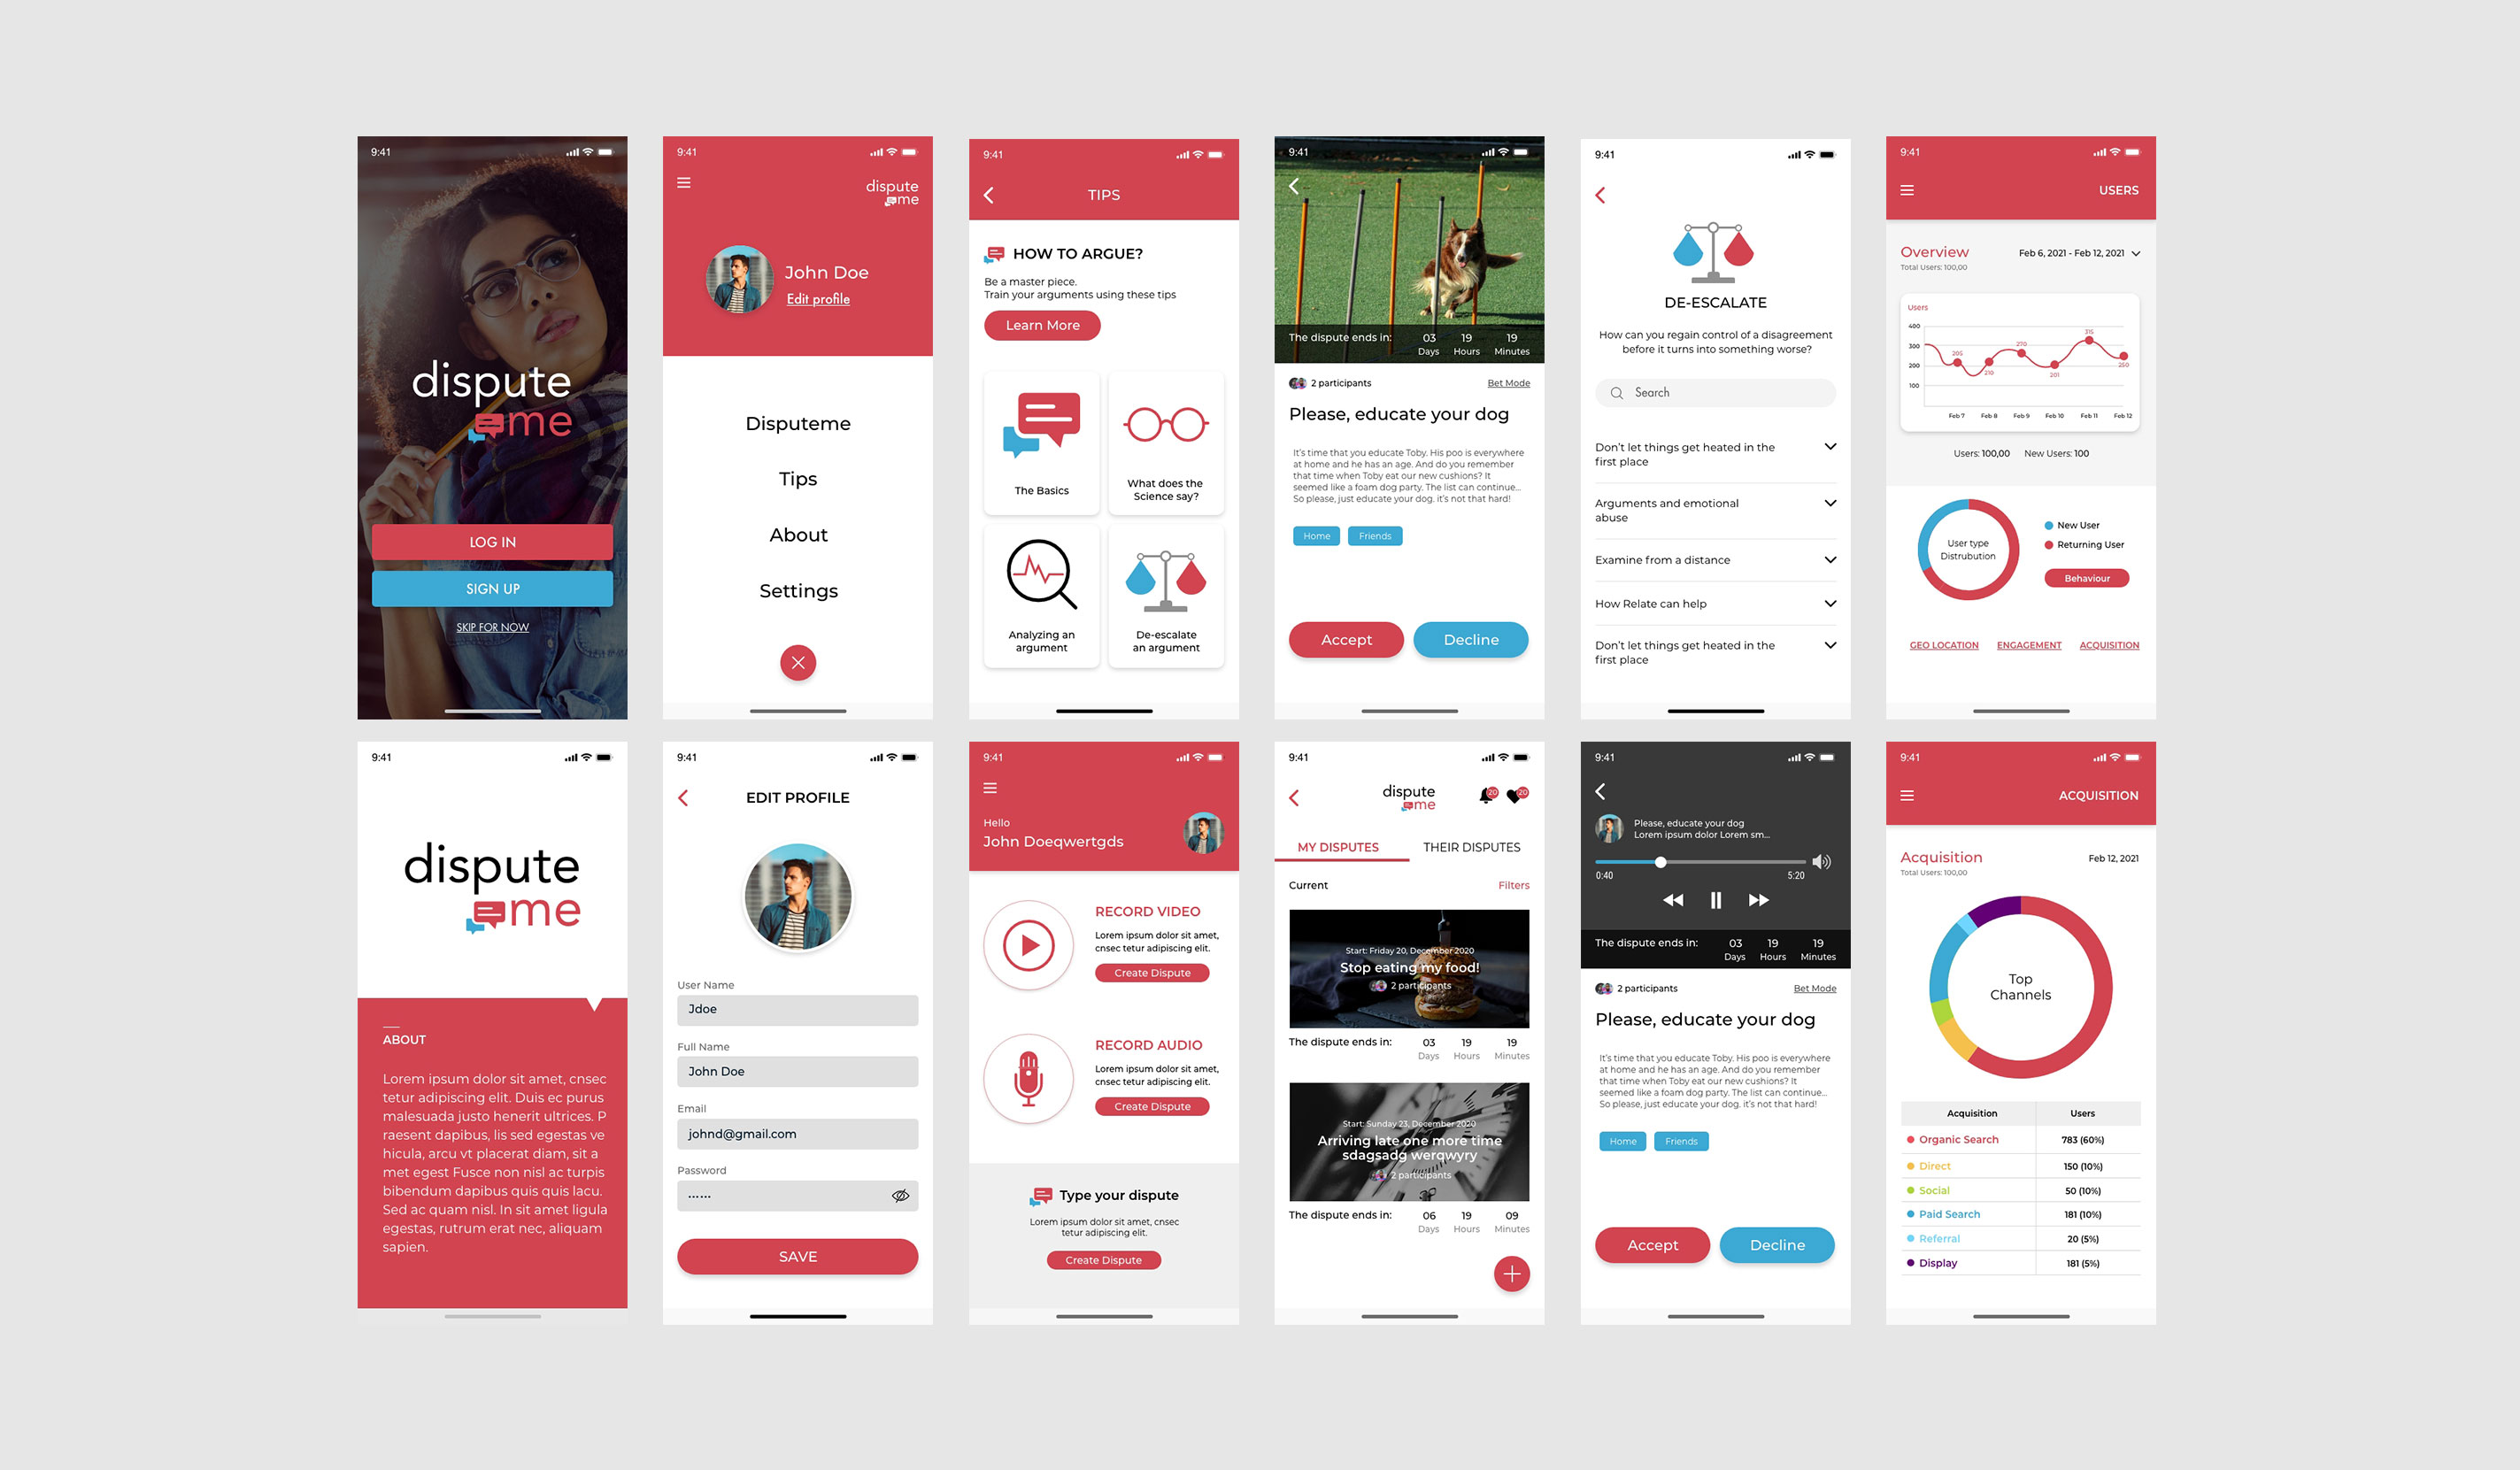 9:41
dispute
me
LOG IN
SIGN UP
SKIP FOR NOW
9:41
dispute
me
John Doe
Edit profile
Disputeme
Tips
About
Settings
9:41
TIPS
HOW TO ARGUE?
Be a master piece.
Train your arguments using these tips
Learn More
The Basics
What does the
Science say?
Analyzing an
argument
De-escalate
an argument
9:41
The dispute ends in: 03 19 19
Days Hours Minutes
2 participants Bet Mode
Please, educate your dog
It's time that you educate Toby. His poo is everywhere
at home and he has an age. And do you remember
that time when Toby eat our new cushions? It
seemed like a foam dog party. The list can continue...
So please, just educate your dog. it's not that hard!
Home Friends
Accept Decline
9:41
DE-ESCALATE
How can you regain control of a disagreement
before it turns into something worse?
Search
Don't let things get heated in the
first place
Arguments and emotional
abuse
Examine from a distance
How Relate can help
Don't let things get heated in the
first place
9:41
USERS
Overview Feb 6, 2021 - Feb 12, 2021
Total Users: 100,00
Users
400
300
200
100
205
210
270
201
315
250
Feb 7 Feb 8 Feb 9 Feb 10 Feb 11 Feb 12
Users: 100,00 New Users: 100
User type
Distrubution
New User
Returning User
Behaviour
GEO LOCATION ENGAGEMENT ACQUISITION
9:41
dispute
me
ABOUT
Lorem ipsum dolor sit amet, cnsec
tetur adipiscing elit. Duis ec purus
malesuada justo henerit ultrices. P
raesent dapibus, lis sed egestas ve
hicula, arcu vt placerat diam, sit a
met egest Fusce non nisl ac turpis
bibendum dapibus quis quis lacu.
Sed ac quam nisl. In sit amet ligula
egestas, rutrum erat nec, aliquam
sapien.
9:41
EDIT PROFILE
User Name
Jdoe
Full Name
John Doe
Email
johnd@gmail.com
Password
......
SAVE
9:41
Hello
John Doeqwertgds
RECORD VIDEO
Lorem ipsum dolor sit amet,
cnsec tetur adipiscing elit.
Create Dispute
RECORD AUDIO
Lorem ipsum dolor sit amet,
cnsec tetur adipiscing elit.
Create Dispute
Type your dispute
Lorem ipsum dolor sit amet, cnsec
tetur adipiscing elit.
Create Dispute
9:41
dispute
me
20 20
MY DISPUTES THEIR DISPUTES
Current Filters
Start: Friday 20, December 2020
Stop eating my food!
2 participants
The dispute ends in: 03 19 19
Days Hours Minutes
Start: Sunday 23, December 2020
Arriving late one more time
sdagsadg werqwyry
2 participants
The dispute ends in: 06 19 09
Days Hours Minutes
9:41
Please, educate your dog
Lorem ipsum dolor Lorem sm...
0:40 5:20
The dispute ends in: 03 19 19
Days Hours Minutes
2 participants Bet Mode
Please, educate your dog
It's time that you educate Toby. His poo is everywhere
at home and he has an age. And do you remember
that time when Toby eat our new cushions? It
seemed like a foam dog party. The list can continue...
So please, just educate your dog. it's not that hard!
Home Friends
Accept Decline
9:41
ACQUISITION
Acquisition Feb 12, 2021
Total Users: 100,00
Top
Channels
Acquisition Users
Organic Search 783 (60%)
Direct 150 (10%)
Social 50 (10%)
Paid Search 181 (10%)
Referral 20 (5%)
Display 181 (5%)